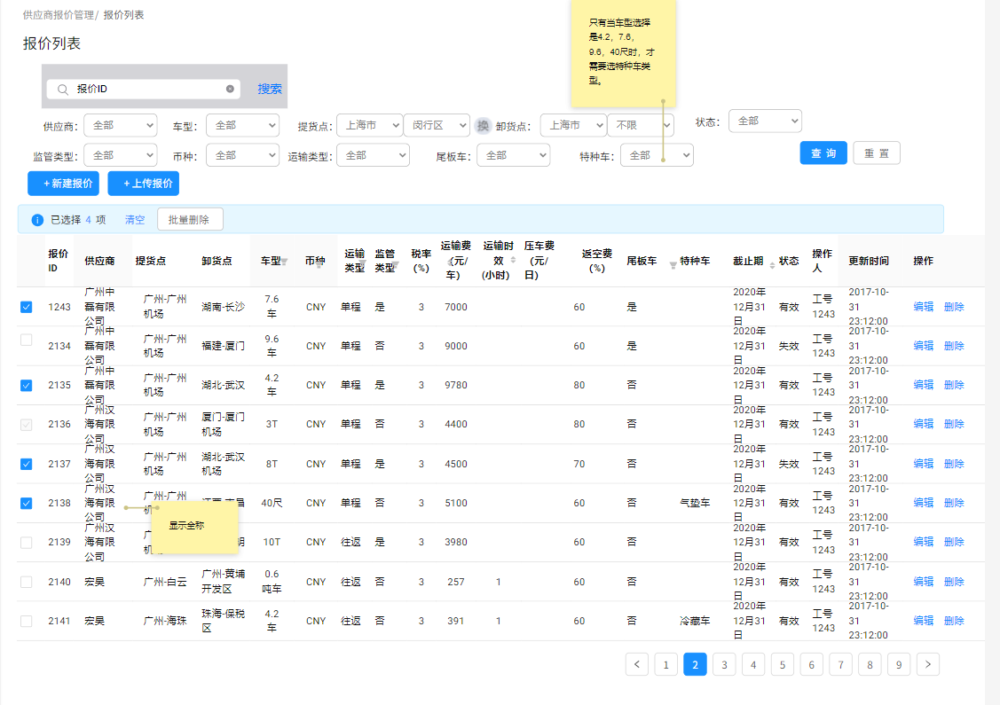 供应商报价管理/ 报价列表
报价列表
只有当车型选择
是4.2，7.6，
9.6，40尺时，才
需要选特种车类
型。
报价ID 搜索
供应商: 全部 车型: 全部 提货点: 上海市 闵行区 换 卸货点: 上海市 不限 状态: 全部
监管类型: 全部 币种: 全部 运输类型: 全部 尾板车: 全部 特种车: 全部 查 询 重 置
+ 新建报价 + 上传报价
已选择 4 项 清空 批量删除
报价ID 供应商 提货点 卸货点 车型 币种 运输类型 监管类型 税率(%) 运输费(元/车) 运输时效(小时) 压车费(元/日) 返空费(%) 尾板车 特种车 截止期 状态 操作人 更新时间 操作
1243 广州中磊有限公司 广州-广州机场 湖南-长沙 7.6车 CNY 单程 是 3 7000 60 是 2020年12月31日 有效 工号1243 2017-10-31 23:12:00 编辑 删除
2134 广州中磊有限公司 广州-广州机场 福建-厦门 9.6车 CNY 单程 否 3 9000 60 是 2020年12月31日 失效 工号1243 2017-10-31 23:12:00 编辑 删除
2135 广州中磊有限公司 广州-广州机场 湖北-武汉 4.2车 CNY 单程 是 3 9780 80 否 2020年12月31日 有效 工号1243 2017-10-31 23:12:00 编辑 删除
2136 广州汉海有限公司 广州-广州机场 厦门-厦门机场 3T CNY 单程 否 3 4400 80 否 2020年12月31日 有效 工号1243 2017-10-31 23:12:00 编辑 删除
2137 广州汉海有限公司 广州-广州机场 湖北-武汉机场 8T CNY 单程 是 3 4500 70 否 2020年12月31日 失效 工号1243 2017-10-31 23:12:00 编辑 删除
2138 广州汉海有限公司 广州-广州 40尺 CNY 单程 否 3 5100 60 否 气垫车 2020年12月31日 有效 工号1243 2017-10-31 23:12:00 编辑 删除
显示全称
2139 广州汉海有限公司 10T CNY 往返 是 3 3980 60 否 2020年12月31日 有效 工号1243 2017-10-31 23:12:00 编辑 删除
2140 宏昊 广州-白云 广州-黄埔开发区 0.6吨车 CNY 往返 否 3 257 1 60 否 2020年12月31日 有效 工号1243 2017-10-31 23:12:00 编辑 删除
2141 宏昊 广州-海珠 珠海-保税区 4.2车 CNY 往返 否 3 391 1 60 否 冷藏车 2020年12月31日 有效 工号1243 2017-10-31 23:12:00 编辑 删除
< 1 2 3 4 5 6 7 8 9 >